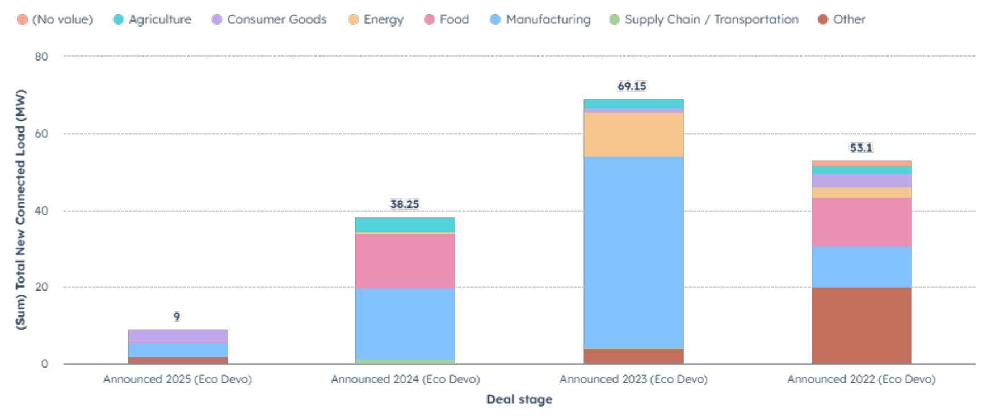 (No value) Agriculture Consumer Goods Energy Food Manufacturing Supply Chain / Transportation Other
(Sum) Total New Connected Load (MW)
80
60
40
20
0
9
38.25
69.15
53.1
Announced 2025 (Eco Devo)
Announced 2024 (Eco Devo)
Announced 2023 (Eco Devo)
Announced 2022 (Eco Devo)
Deal stage